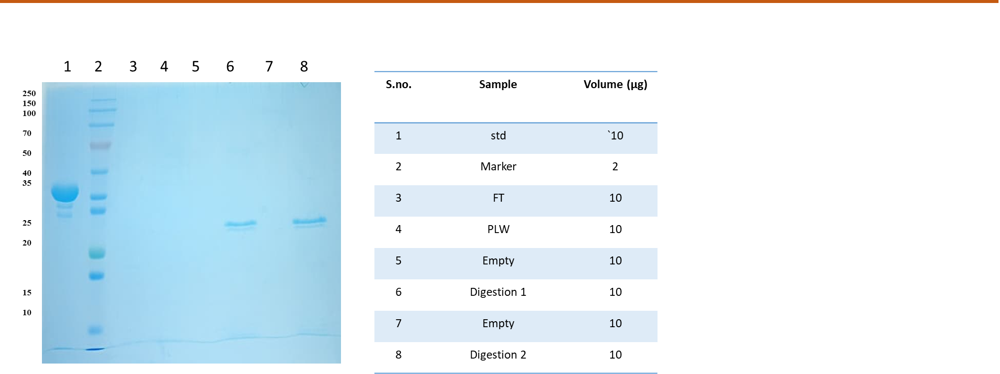 1 2 3 4 5 6 7 8
250
150
100
70
50
40
35
25
20
15
10
S.no. Sample Volume (µg)
1 std `10
2 Marker 2
3 FT 10
4 PLW 10
5 Empty 10
6 Digestion 1 10
7 Empty 10
8 Digestion 2 10